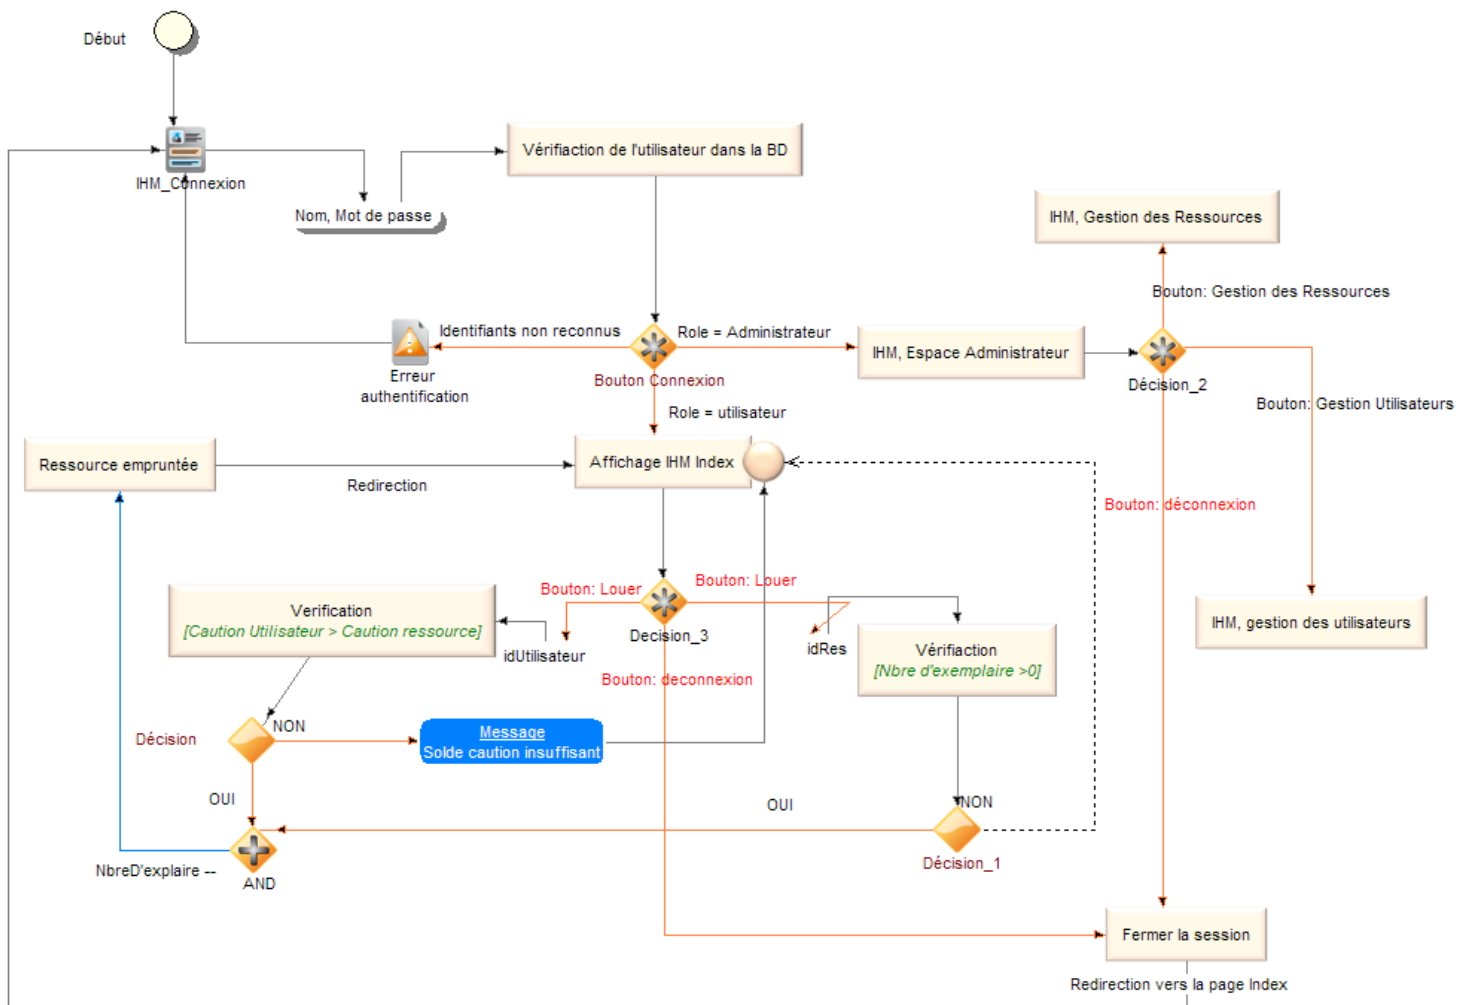 Début
IHM_Connexion
Nom, Mot de passe
Vérifiaction de l'utilisateur dans la BD
IHM, Gestion des Ressources
Bouton: Gestion des Ressources
Identifiants non reconnus
Role = Administrateur
IHM, Espace Administrateur
Erreur
authentification
Bouton Connexion
Décision_2
Role = utilisateur
Bouton: Gestion Utilisateurs
Ressource empruntée
Affichage IHM Index
Redirection
Bouton: déconnexion
Bouton: Louer
Bouton: Louer
Verification
[Caution Utilisateur > Caution ressource]
Decision_3
idUtilisateur
idRes
Vérifiaction
[Nbre d'exemplaire >0]
IHM, gestion des utilisateurs
Bouton: deconnexion
Décision
NON
Message
Solde caution insuffisant
OUI
OUI
NON
Décision_1
NbreD'explaire --
AND
Fermer la session
Redirection vers la page Index